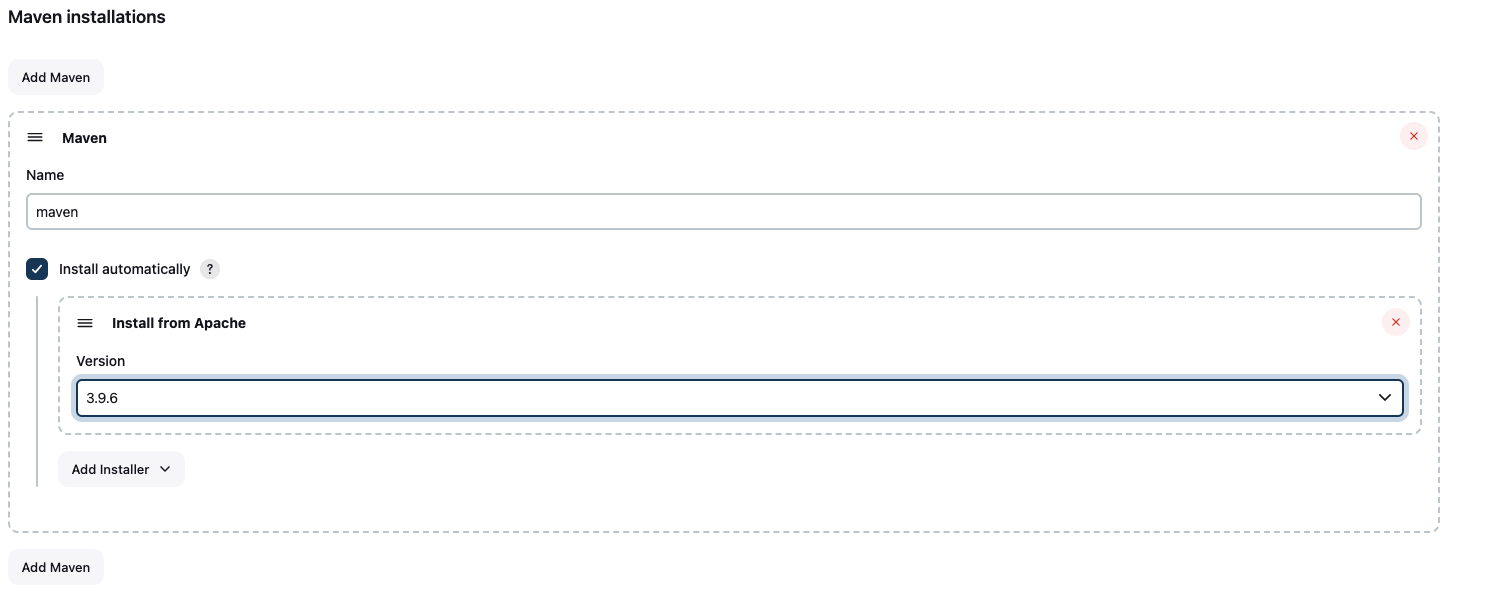 Maven installations
Add Maven
Maven
Name
maven
Install automatically ?
Install from Apache
Version
3.9.6
Add Installer
Add Maven